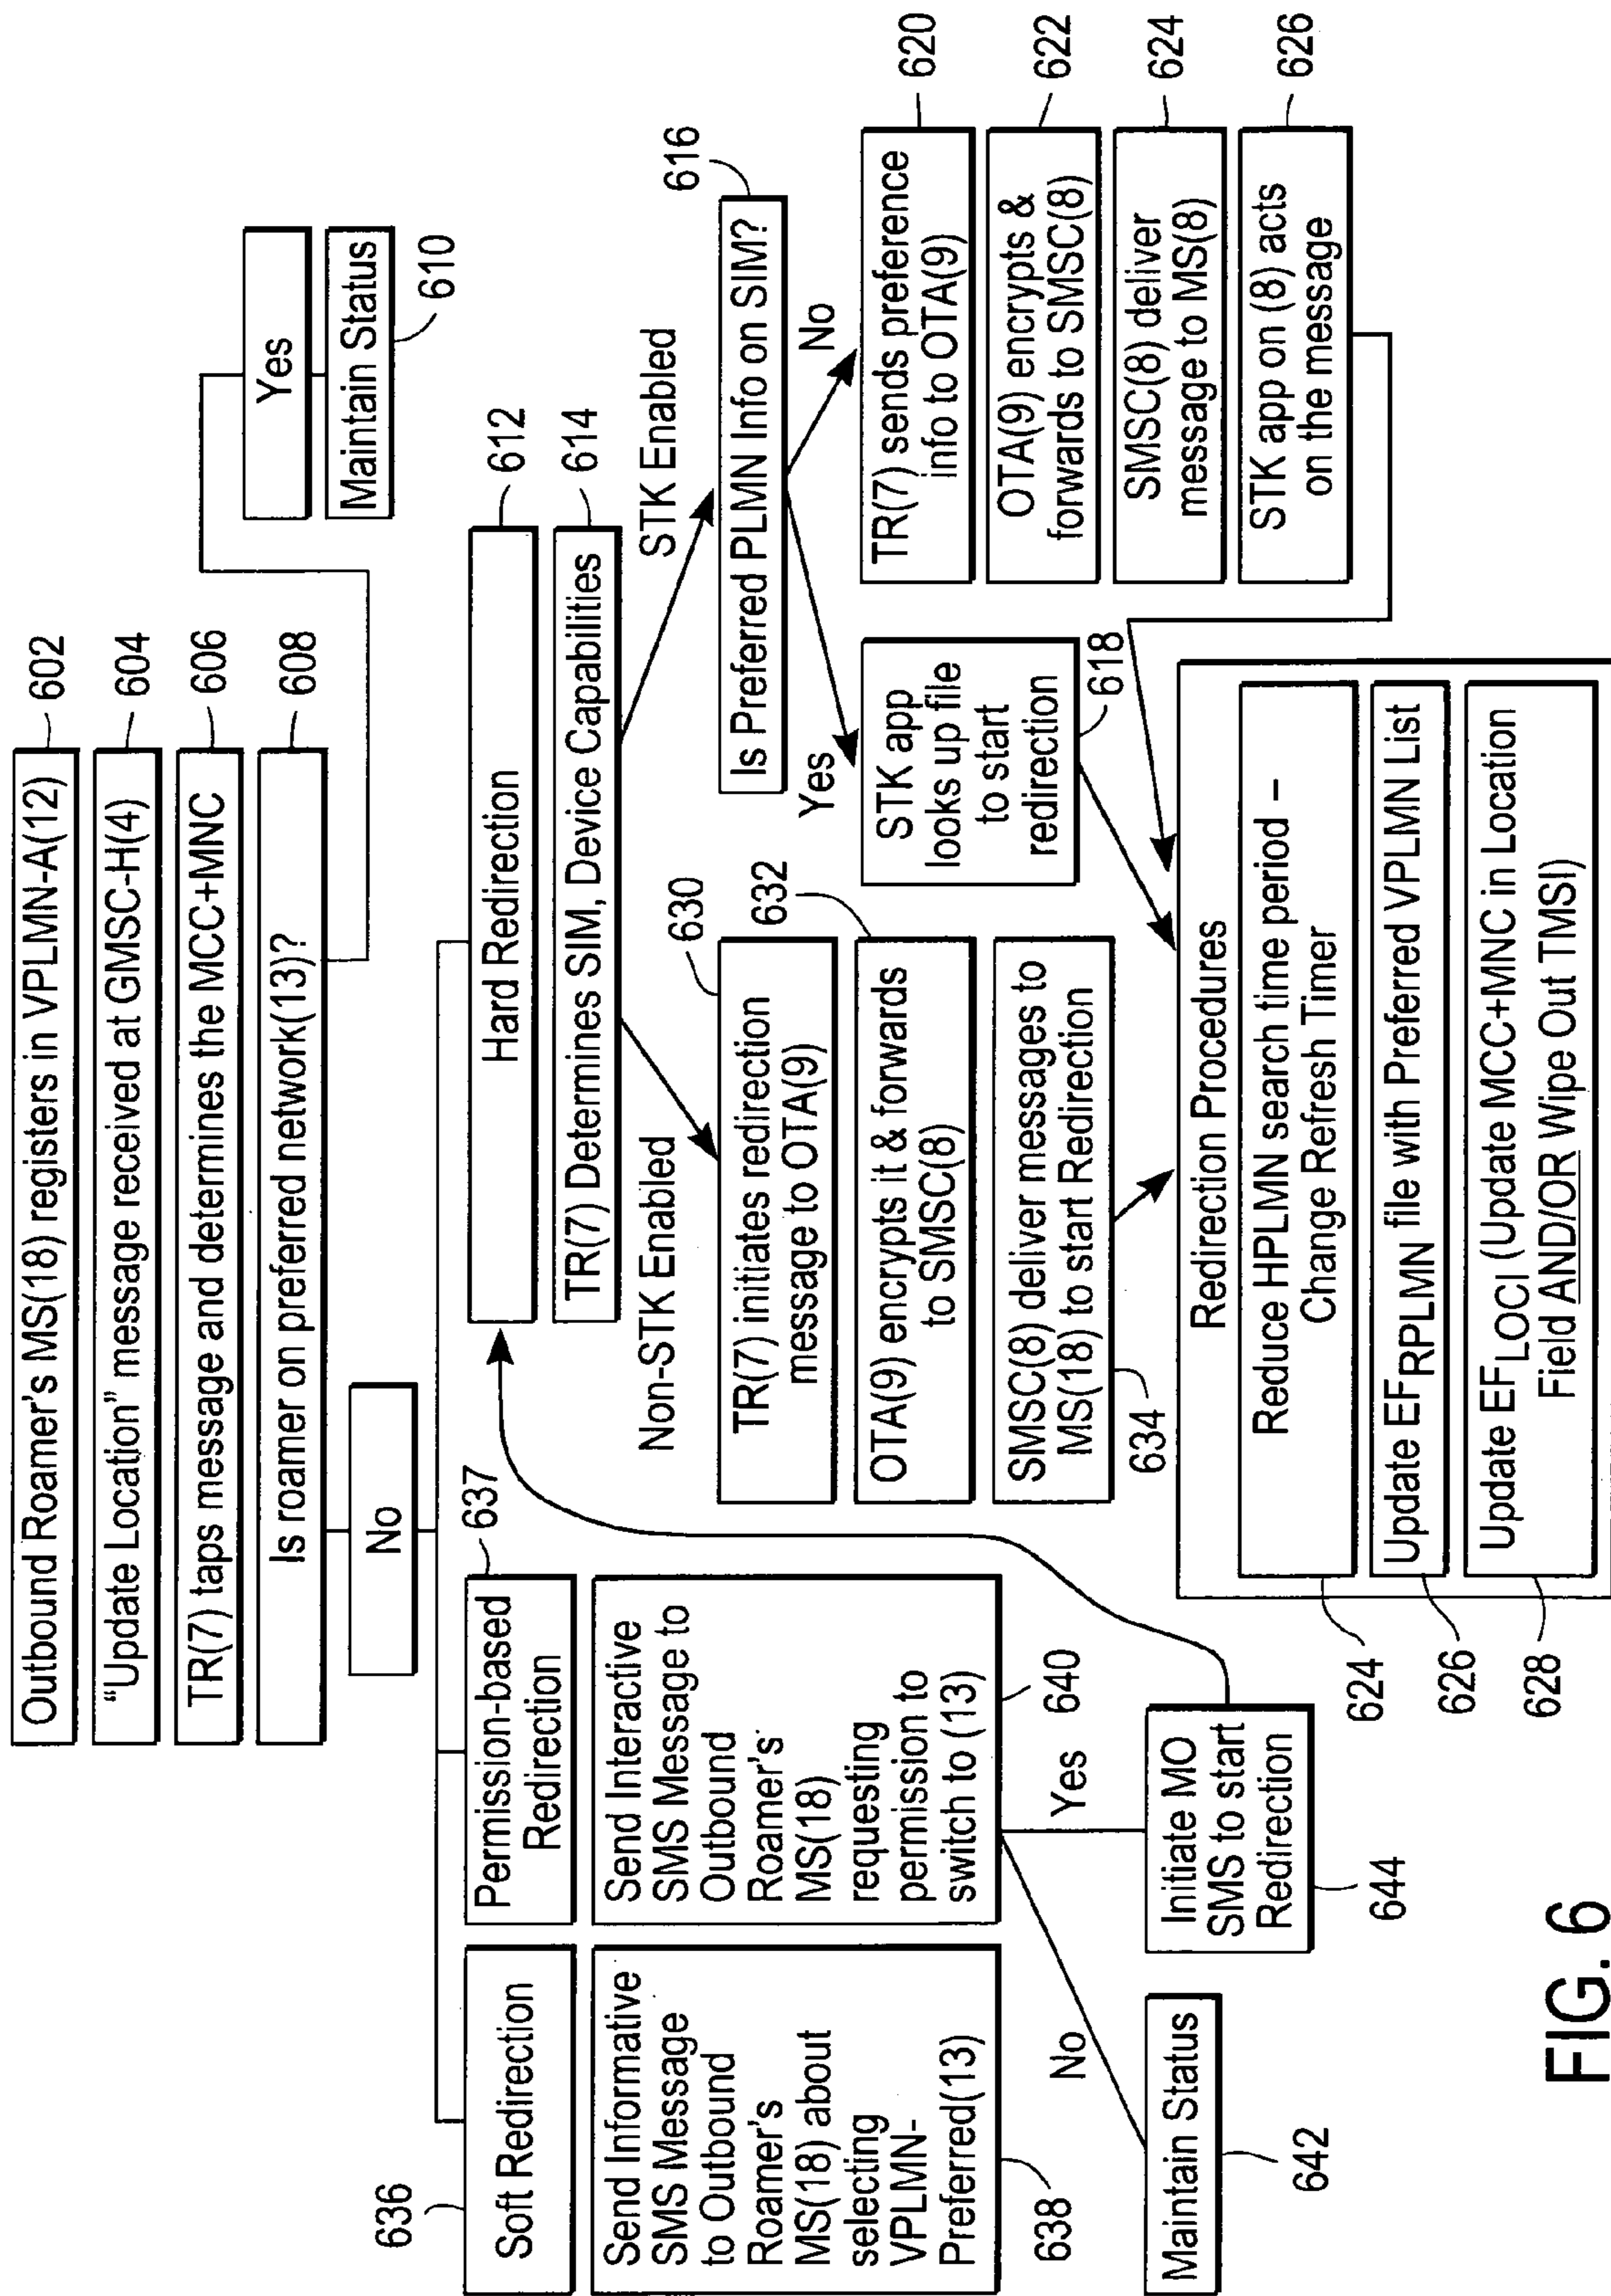 Outbound Roamer's MS(18) registers in VPLMN-A(12)
602
"Update Location" message received at GMSC-H(4)
604
TR(7) taps message and determines the MCC+MNC
606
Is roamer on preferred network(13)?
608
Yes
Maintain Status
610
No
Soft Redirection
636
Send Informative
SMS Message
to Outbound
Roamer's
MS(18) about
selecting
VPLMN-
Preferred(13)
638
Permission-based
Redirection
637
Send Interactive
SMS Message to
Outbound
Roamer's
MS(18)
requesting
permission to
switch to (13)
640
No
Yes
Maintain Status
642
Initiate MO
SMS to start
Redirection
644
Hard Redirection
612
TR(7) Determines SIM, Device Capabilities
614
Non-STK Enabled
STK Enabled
TR(7) initiates redirection
message to OTA(9)
630
OTA(9) encrypts it & forwards
to SMSC(8)
632
SMSC(8) deliver messages to
MS(18) to start Redirection
634
Is Preferred PLMN Info on SIM?
616
Yes
No
STK app
looks up file
to start
redirection
618
TR(7) sends preference
info to OTA(9)
620
OTA(9) encrypts &
forwards to SMSC(8)
622
SMSC(8) deliver
message to MS(8)
624
STK app on (8) acts
on the message
626
Redirection Procedures
Reduce HPLMN search time period –
Change Refresh Timer
624
Update EFRPLMN file with Preferred VPLMN List
626
Update EFLOCI (Update MCC+MNC in Location
Field AND/OR Wipe Out TMSI)
628
FIG. 6